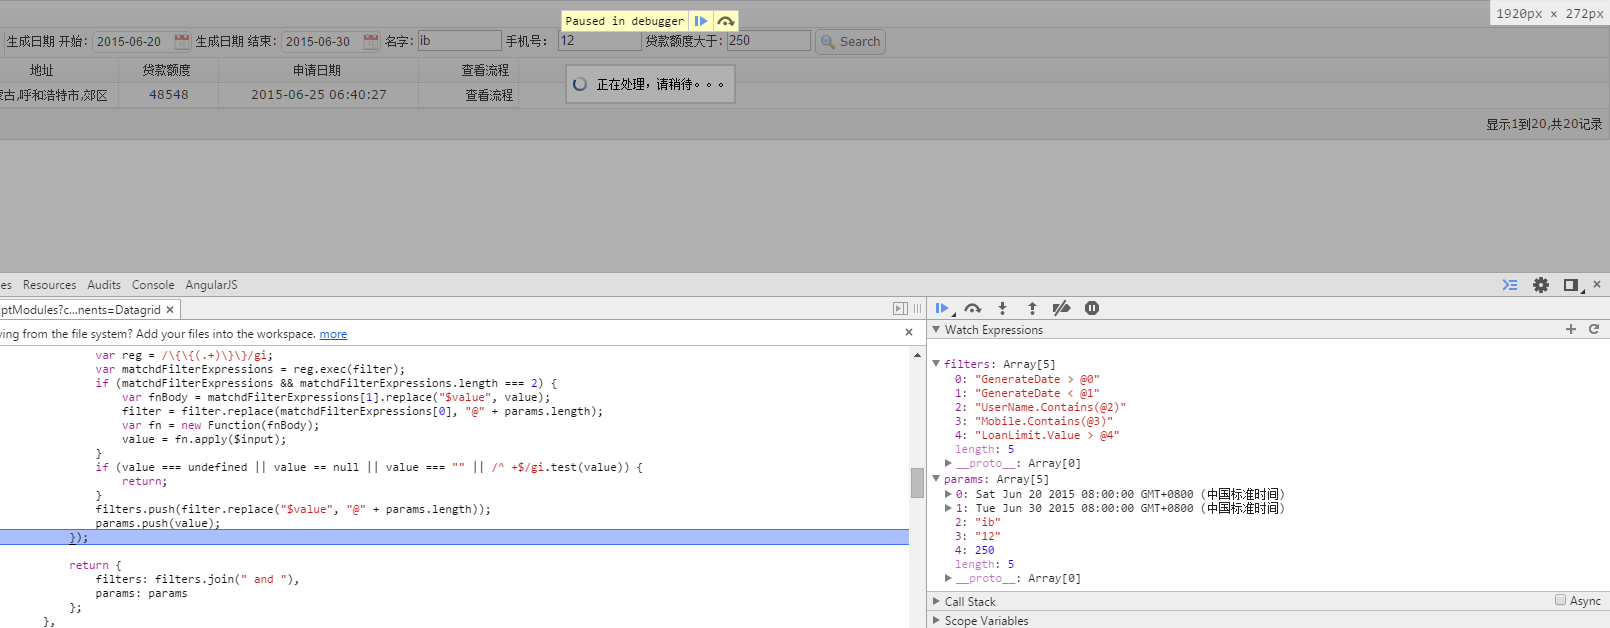 Paused in debugger
1920px × 272px
生成日期 开始: 2015-06-20 生成日期 结束: 2015-06-30 名字: ib 手机号: 12 贷款额度大于: 250 Search
地址 贷款额度 申请日期 查看流程
古,呼和浩特市,郊区 48548 2015-06-25 06:40:27 查看流程
正在处理，请稍待。。。
显示1到20,共20记录
es Resources Audits Console AngularJS
iptModules?c...nents=Datagrid ×
ving from the file system? Add your files into the workspace. more ×
var reg = /\{\{(.+)\}\}/gi;
var matchdFilterExpressions = reg.exec(filter);
if (matchdFilterExpressions && matchdFilterExpressions.length === 2) {
var fnBody = matchdFilterExpressions[1].replace("$value", value);
filter = filter.replace(matchdFilterExpressions[0], "@" + params.length);
var fn = new Function(fnBody);
value = fn.apply($input);
}
if (value === undefined || value == null || value === "" || /^ +$/gi.test(value)) {
return;
}
filters.push(filter.replace("$value", "@" + params.length));
params.push(value);
});
return {
filters: filters.join(" and "),
params: params
};
},
Watch Expressions
filters: Array[5]
0: "GenerateDate > @0"
1: "GenerateDate < @1"
2: "UserName.Contains(@2)"
3: "Mobile.Contains(@3)"
4: "LoanLimit.Value > @4"
length: 5
__proto__: Array[0]
params: Array[5]
0: Sat Jun 20 2015 08:00:00 GMT+0800 (中国标准时间)
1: Tue Jun 30 2015 08:00:00 GMT+0800 (中国标准时间)
2: "ib"
3: "12"
4: 250
length: 5
__proto__: Array[0]
Call Stack Async
Scope Variables